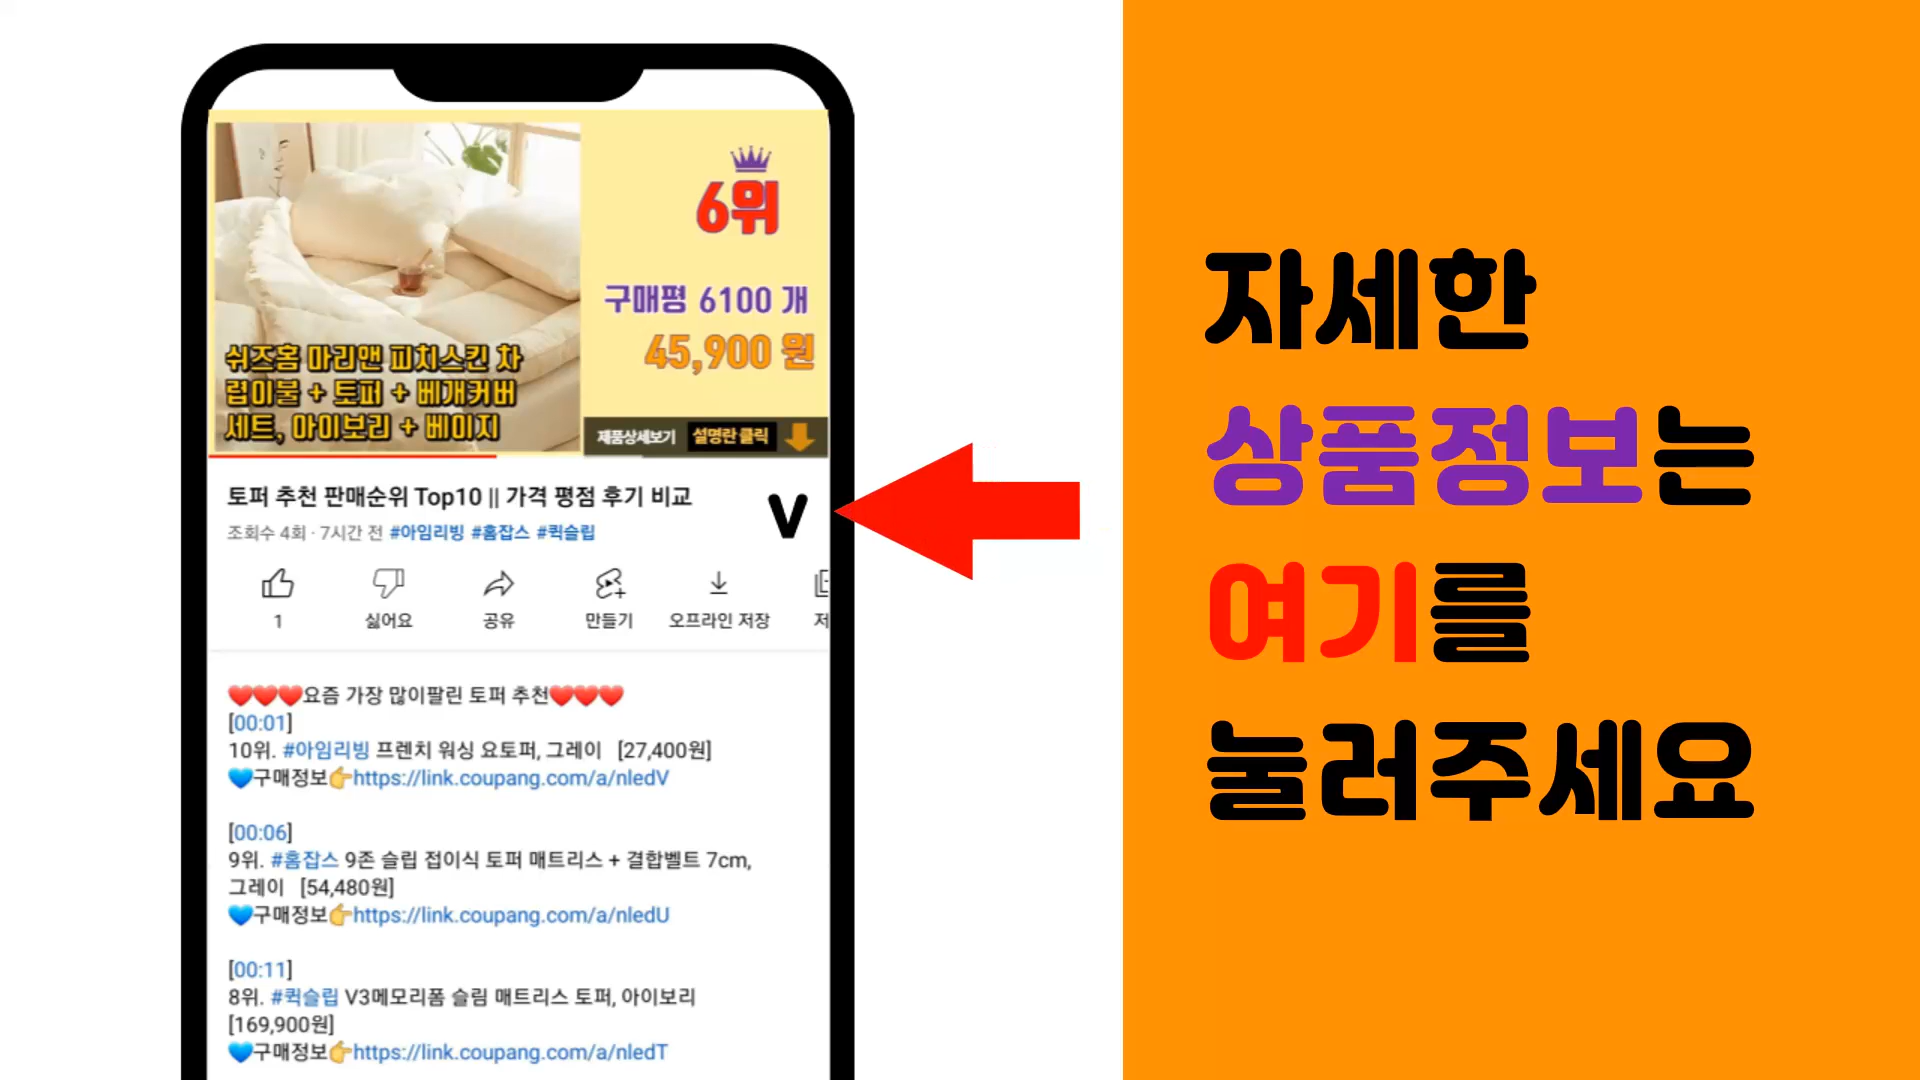 6위
구매평 6100 개
45,900 원
쉬즈홈 마리앤 피치스킨 차
렵이불 + 토퍼 + 베개커버
세트, 아이보리 + 베이지
제품상세보기 설명란 클릭
토퍼 추천 판매순위 Top10 || 가격 평점 후기 비교
V
조회수 4회 · 7시간 전 #아임리빙 #홈잡스 #퀵슬립
1 싫어요 공유 만들기 오프라인 저장 저
❤️❤️❤️요즘 가장 많이팔린 토퍼 추천❤️❤️❤️
[00:01]
10위. #아임리빙 프렌치 워싱 요토퍼, 그레이 [27,400원]
💙구매정보👉https://link.coupang.com/a/nledV
[00:06]
9위. #홈잡스 9존 슬립 접이식 토퍼 매트리스 + 결합벨트 7cm,
그레이 [54,480원]
💙구매정보👉https://link.coupang.com/a/nledU
[00:11]
8위. #퀵슬립 V3메모리폼 슬림 매트리스 토퍼, 아이보리
[169,900원]
💙구매정보👉https://link.coupang.com/a/nledT
자세한
상품정보는
여기를
눌러주세요